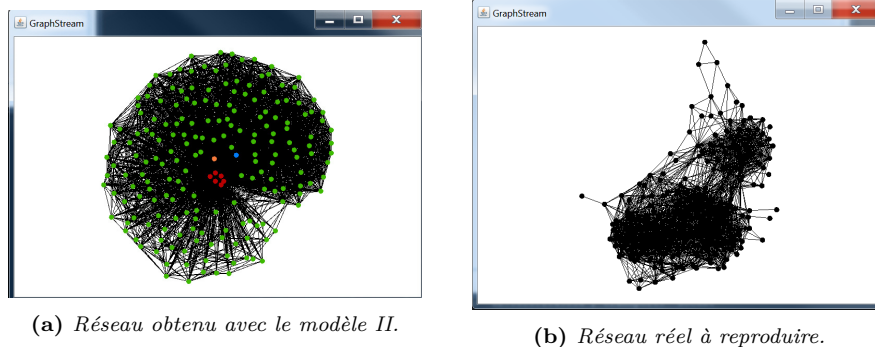 GraphStream
GraphStream
(a) Réseau obtenu avec le modèle II.
(b) Réseau réel à reproduire.